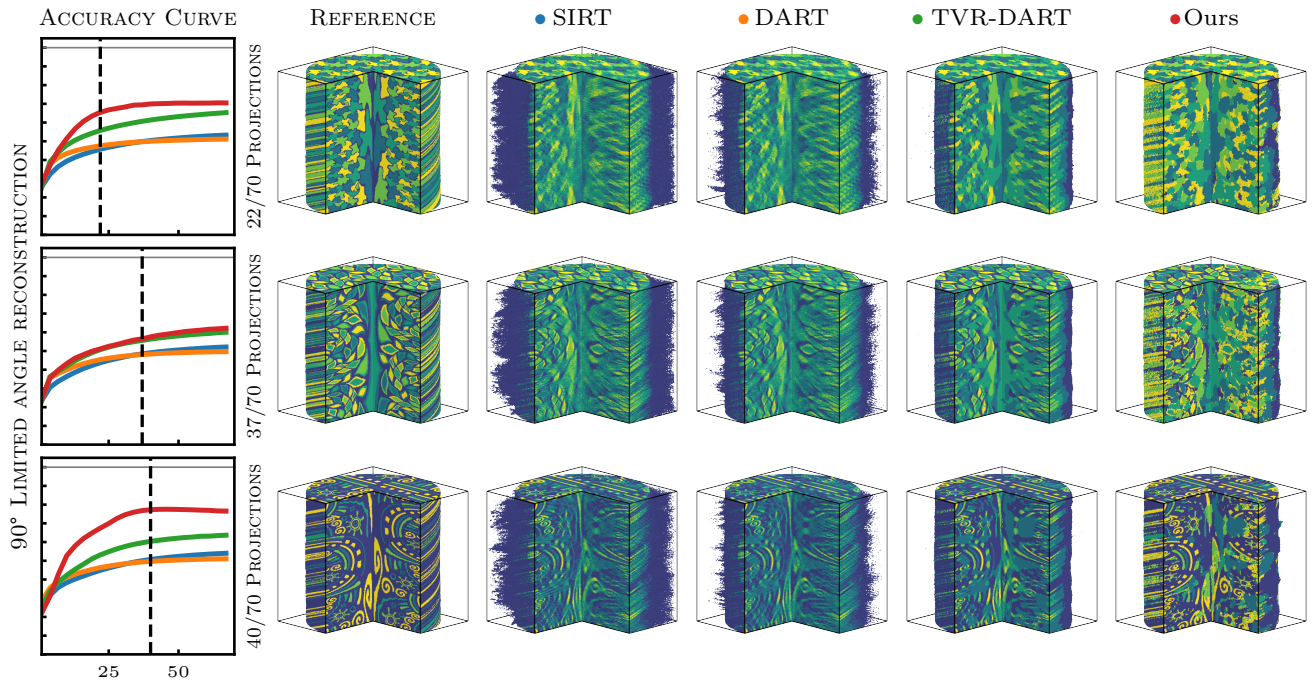 ACCURACY CURVE
REFERENCE
SIRT
DART
TVR-DART
Ours
90° LIMITED ANGLE RECONSTRUCTION
22/70 PROJECTIONS
37/70 PROJECTIONS
40/70 PROJECTIONS
25 50